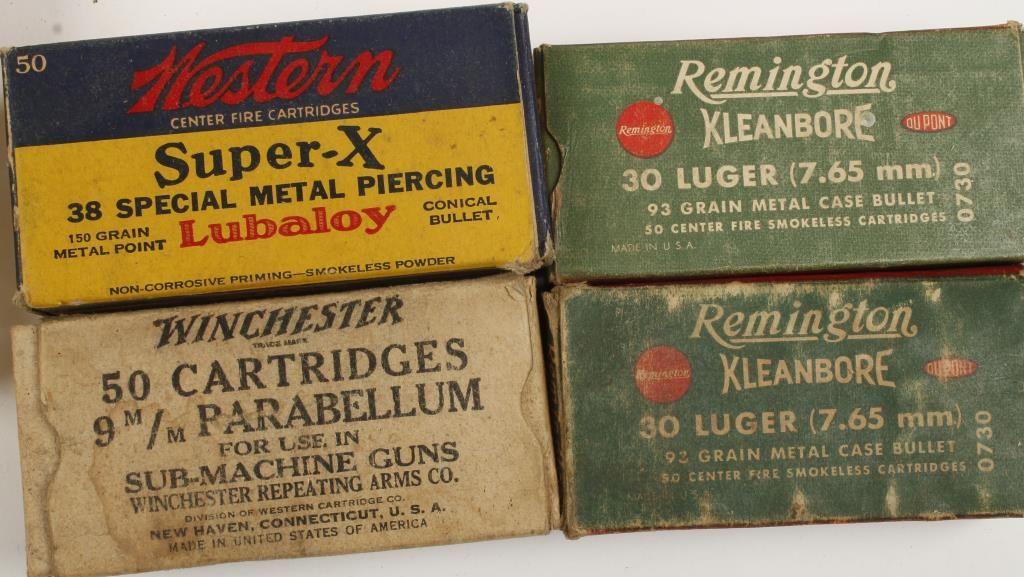 50
Western
CENTER FIRE CARTRIDGES
Super-X
38 SPECIAL METAL PIERCING
150 GRAIN
METAL POINT
Lubaloy
CONICAL
BULLET
NON-CORROSIVE PRIMING—SMOKELESS POWDER
Remington
Remington
KLEANBORE
DU PONT
30 LUGER (7.65 mm)
93 GRAIN METAL CASE BULLET
50 CENTER FIRE SMOKELESS CARTRIDGES
MADE IN U.S.A.
0730
WINCHESTER
TRADE MARK
50 CARTRIDGES
9 M/M PARABELLUM
FOR USE IN
SUB-MACHINE GUNS
WINCHESTER REPEATING ARMS CO.
DIVISION OF WESTERN CARTRIDGE CO.
NEW HAVEN, CONNECTICUT, U. S. A.
MADE IN UNITED STATES OF AMERICA
Remington
Remington
KLEANBORE
DU PONT
30 LUGER (7.65 mm)
93 GRAIN METAL CASE BULLET
50 CENTER FIRE SMOKELESS CARTRIDGES
MADE IN U.S.A.
0730